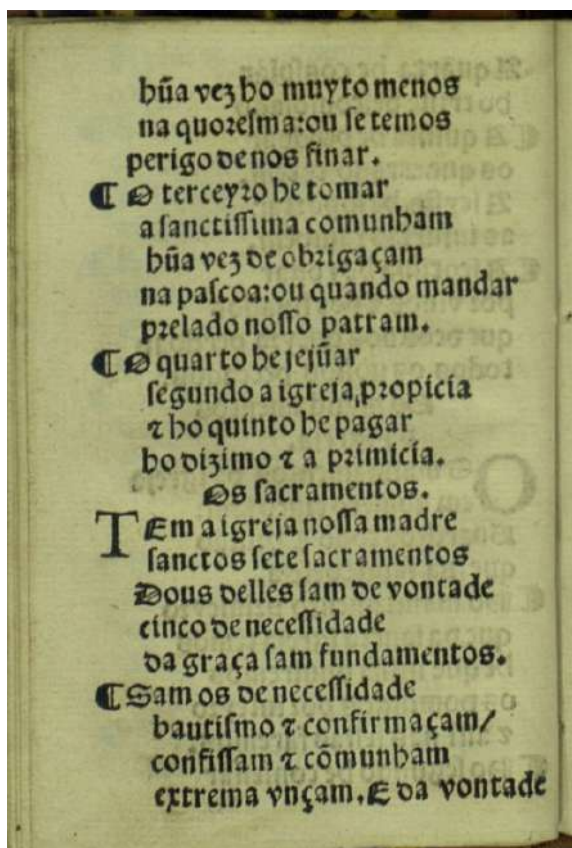 hũa vez ho muyto menos
na quoresma:ou se temos
perigo de nos finar.
¶ O terceyro he tomar
a sanctissima comunham
hũa vez de obrigaçam
na pascoa:ou quando mandar
prelado nosso patram.
¶ O quarto he jejũar
segundo a igreja,propicia
⁊ ho quinto he pagar
ho dizimo ⁊ a primicia.
Os sacramentos.
TEm a igreja nossa madre
sanctos sete sacramentos
Dous delles sam de vontade
cinco de necessidade
da graça sam fundamentos.
¶ Sam os de necessidade
bautismo ⁊ confirmaçam/
confissam ⁊ cõmunham
extrema vnçam. E da vontade